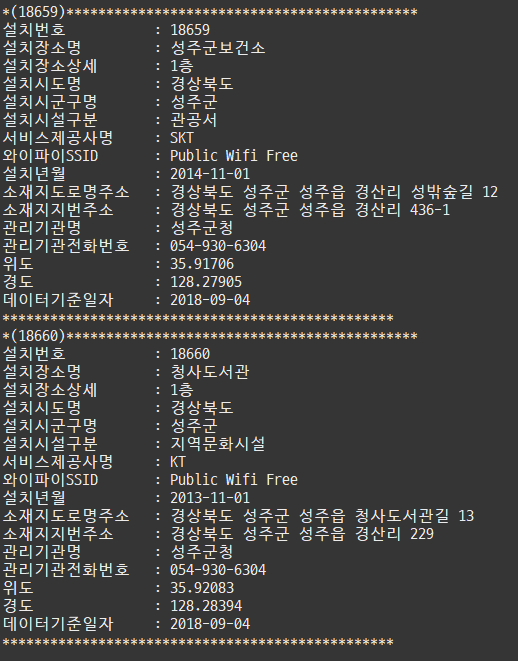 *(18659)********************************************
설치번호 : 18659
설치장소명 : 성주군보건소
설치장소상세 : 1층
설치시도명 : 경상북도
설치시군구명 : 성주군
설치시설구분 : 관공서
서비스제공사명 : SKT
와이파이SSID : Public Wifi Free
설치년월 : 2014-11-01
소재지도로명주소 : 경상북도 성주군 성주읍 경산리 성밖숲길 12
소재지지번주소 : 경상북도 성주군 성주읍 경산리 436-1
관리기관명 : 성주군청
관리기관전화번호 : 054-930-6304
위도 : 35.91706
경도 : 128.27905
데이터기준일자 : 2018-09-04
*************************************************
*(18660)********************************************
설치번호 : 18660
설치장소명 : 청사도서관
설치장소상세 : 1층
설치시도명 : 경상북도
설치시군구명 : 성주군
설치시설구분 : 지역문화시설
서비스제공사명 : KT
와이파이SSID : Public Wifi Free
설치년월 : 2013-11-01
소재지도로명주소 : 경상북도 성주군 성주읍 청사도서관길 13
소재지지번주소 : 경상북도 성주군 성주읍 경산리 229
관리기관명 : 성주군청
관리기관전화번호 : 054-930-6304
위도 : 35.92083
경도 : 128.28394
데이터기준일자 : 2018-09-04
*************************************************